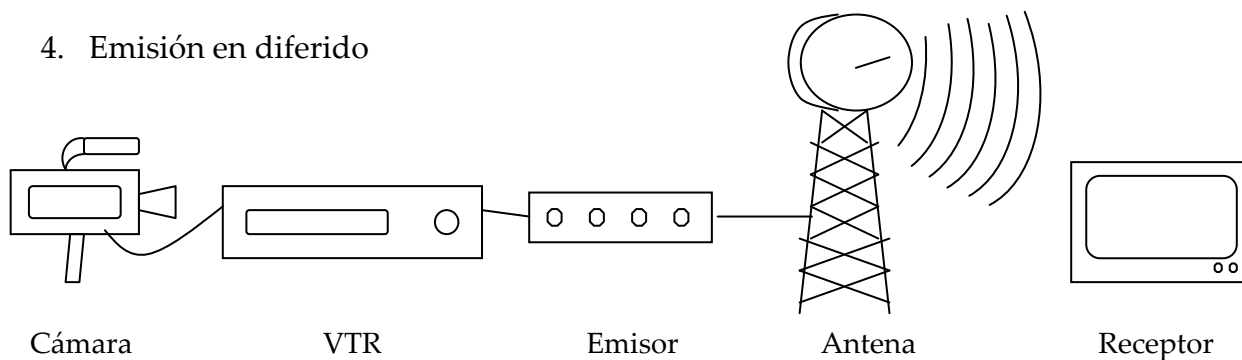 4. Emisión en diferido
Cámara VTR Emisor Antena Receptor